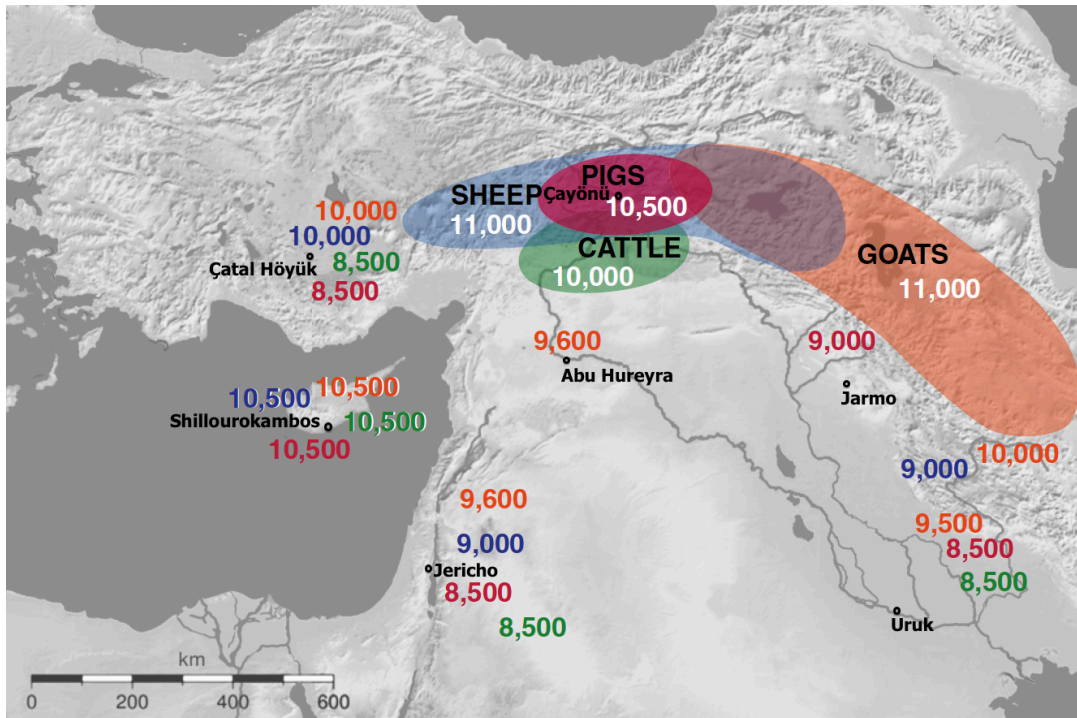 PIGS
SHEEP
Çayönü
10,500
11,000
10,000
10,000
CATTLE
GOATS
Çatal Höyük
8,500
10,000
11,000
8,500
9,600
9,000
Abu Hureyra
Jarmo
10,500
10,500
Shillourokambos
10,500
10,500
10,000
9,000
9,600
9,500
9,000
8,500
Jericho
8,500
8,500
8,500
Uruk
km
0 200 400 600